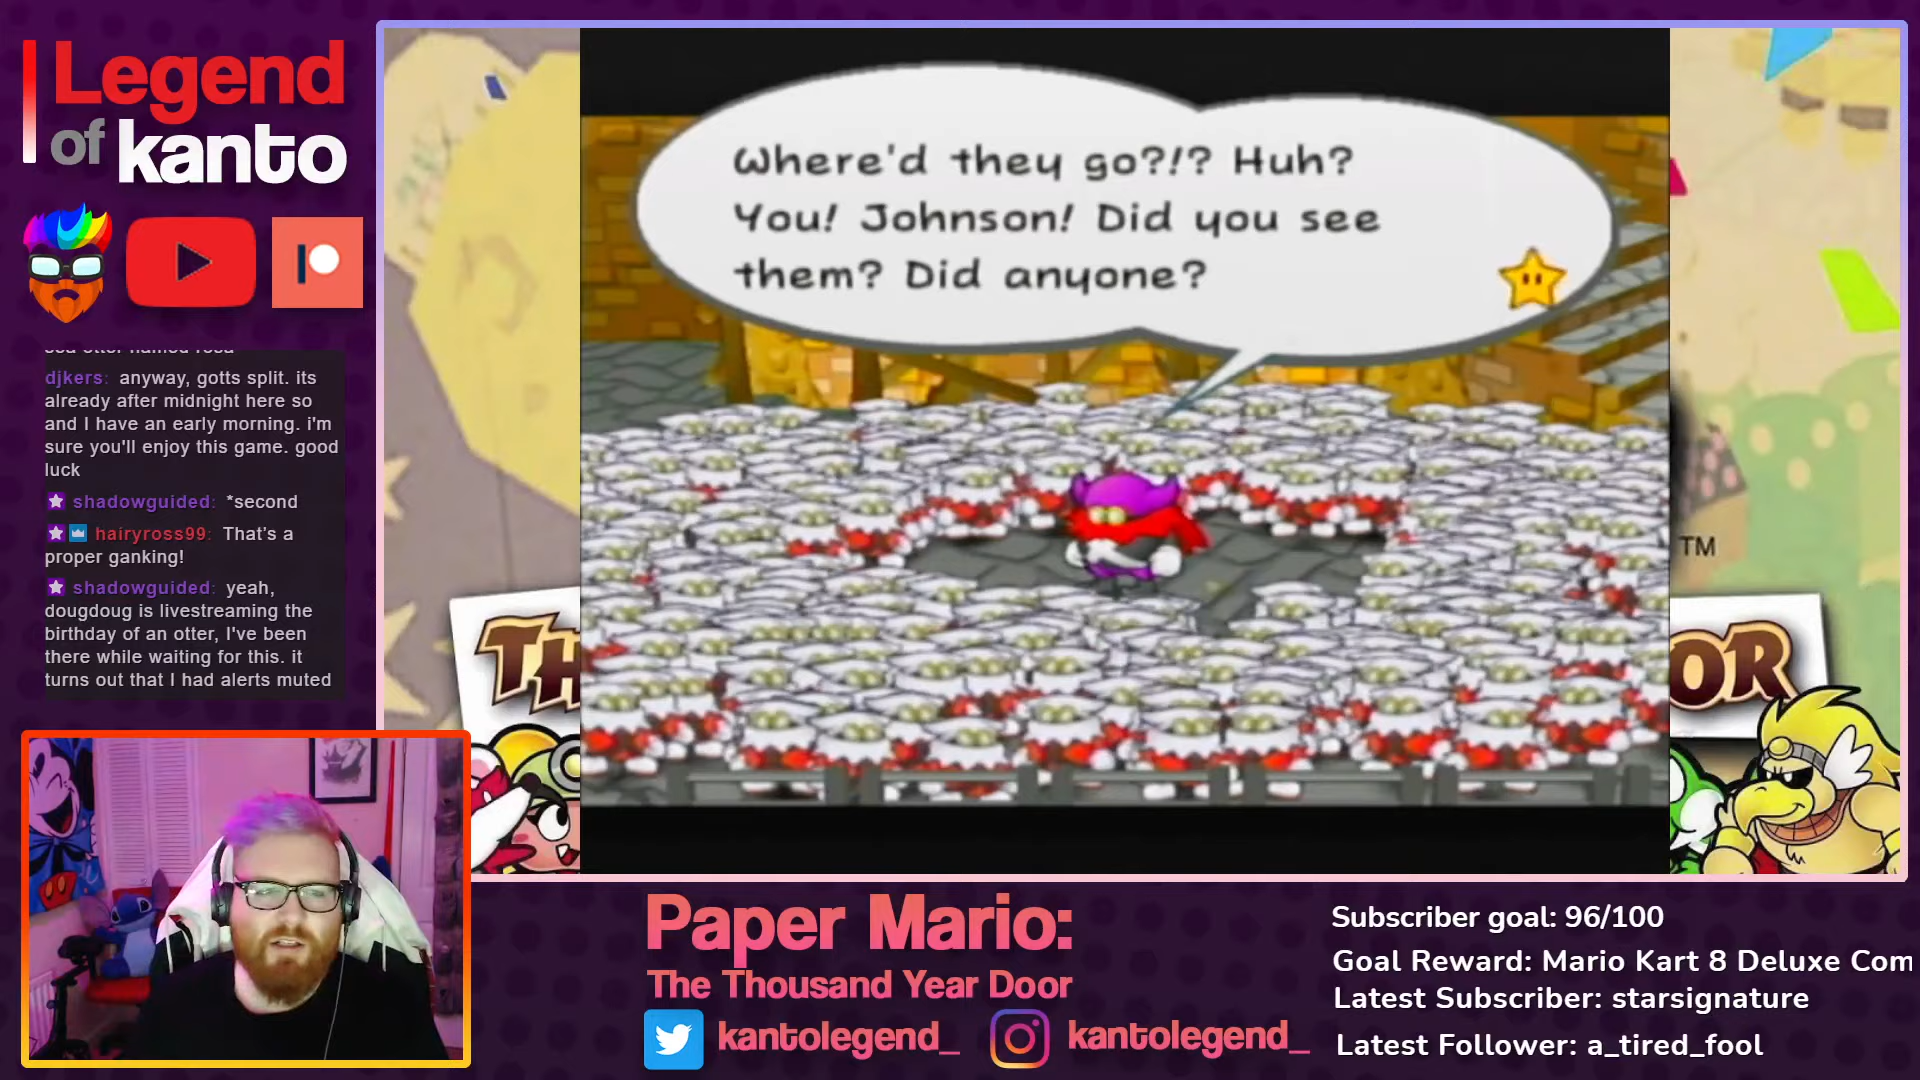 Legend
of kanto
Where'd they go?!? Huh?
You! Johnson! Did you see
them? Did anyone?
sea otter named rosa
djkers: anyway, gotts split. its
already after midnight here so
and I have an early morning. i'm
sure you'll enjoy this game. good
luck
shadowguided: *second
hairyross99: That's a
proper ganking!
shadowguided: yeah,
dougdoug is livestreaming the
birthday of an otter, I've been
there while waiting for this. it
turns out that I had alerts muted
TM
TH
OR
Paper Mario:
The Thousand Year Door
kantolegend_ kantolegend_
Subscriber goal: 96/100
Goal Reward: Mario Kart 8 Deluxe Com
Latest Subscriber: starsignature
Latest Follower: a_tired_fool